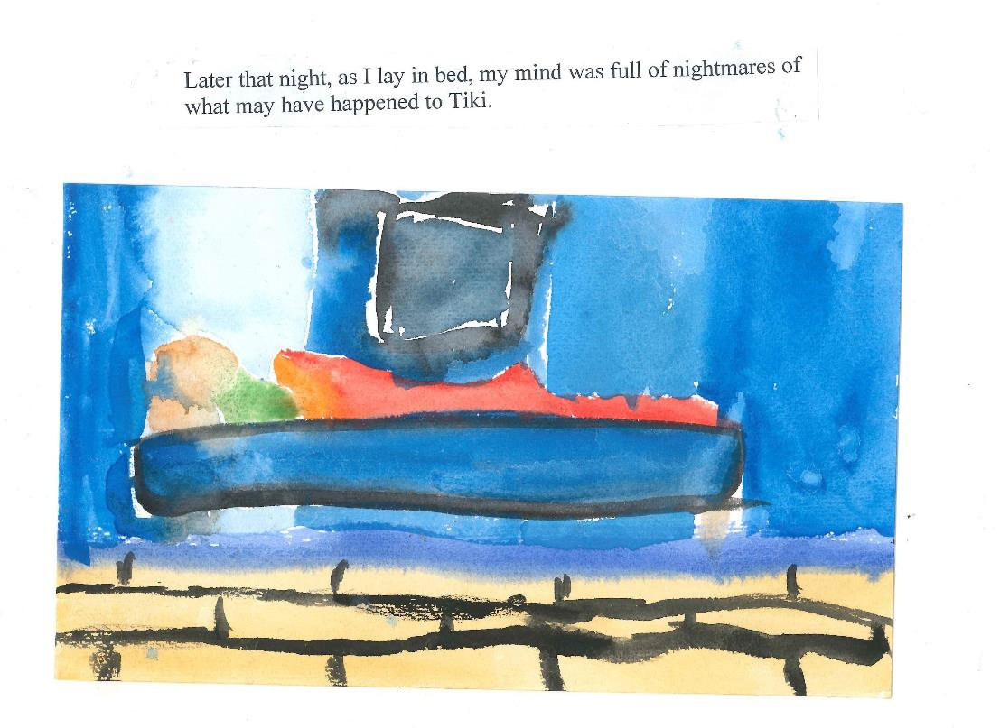 Later that night, as I lay in bed, my mind was full of nightmares of
what may have happened to Tiki.